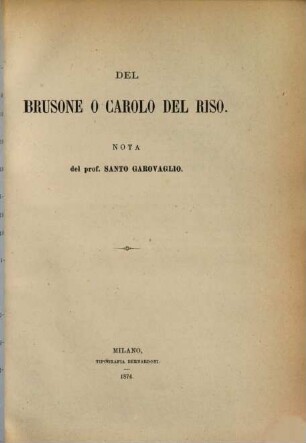 DEL
BRUSONE O CAROLO DEL RISO.
NOTA
del prof. SANTO GAROVAGLIO.
MILANO,
TIPOGRAFIA BERNARDONI.
1874